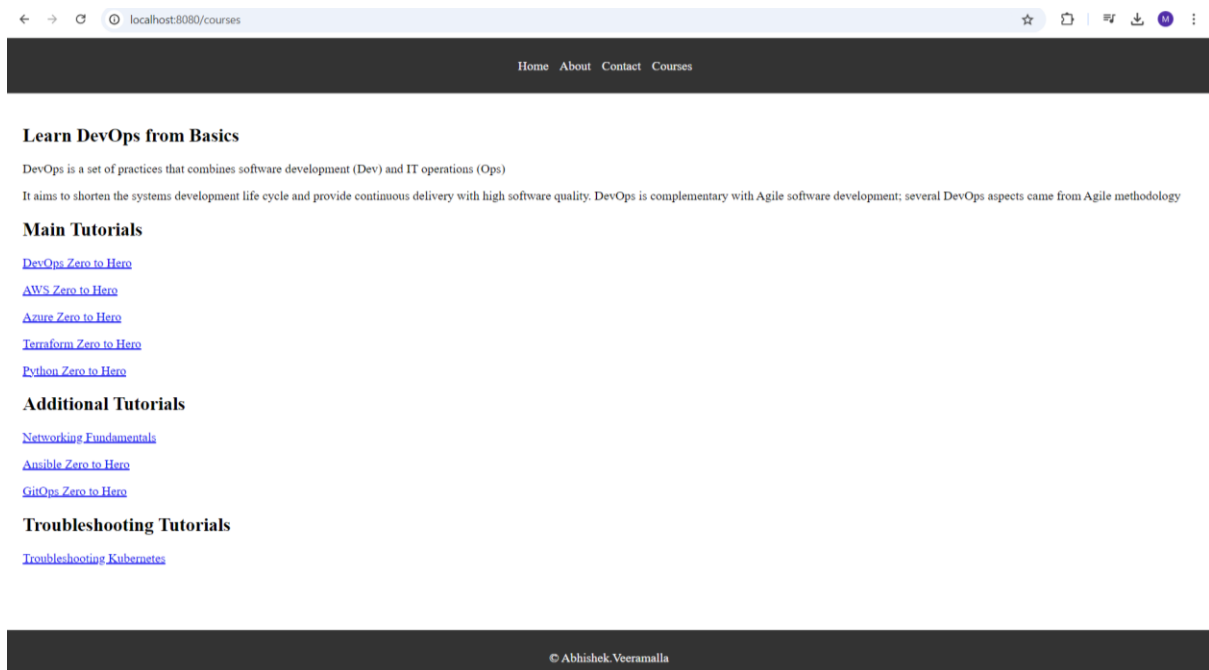 localhost:8080/courses
M
Home About Contact Courses
Learn DevOps from Basics
DevOps is a set of practices that combines software development (Dev) and IT operations (Ops)
It aims to shorten the systems development life cycle and provide continuous delivery with high software quality. DevOps is complementary with Agile software development; several DevOps aspects came from Agile methodology
Main Tutorials
DevOps Zero to Hero
AWS Zero to Hero
Azure Zero to Hero
Terraform Zero to Hero
Python Zero to Hero
Additional Tutorials
Networking Fundamentals
Ansible Zero to Hero
GitOps Zero to Hero
Troubleshooting Tutorials
Troubleshooting Kubernetes
© Abhishek.Veeramalla